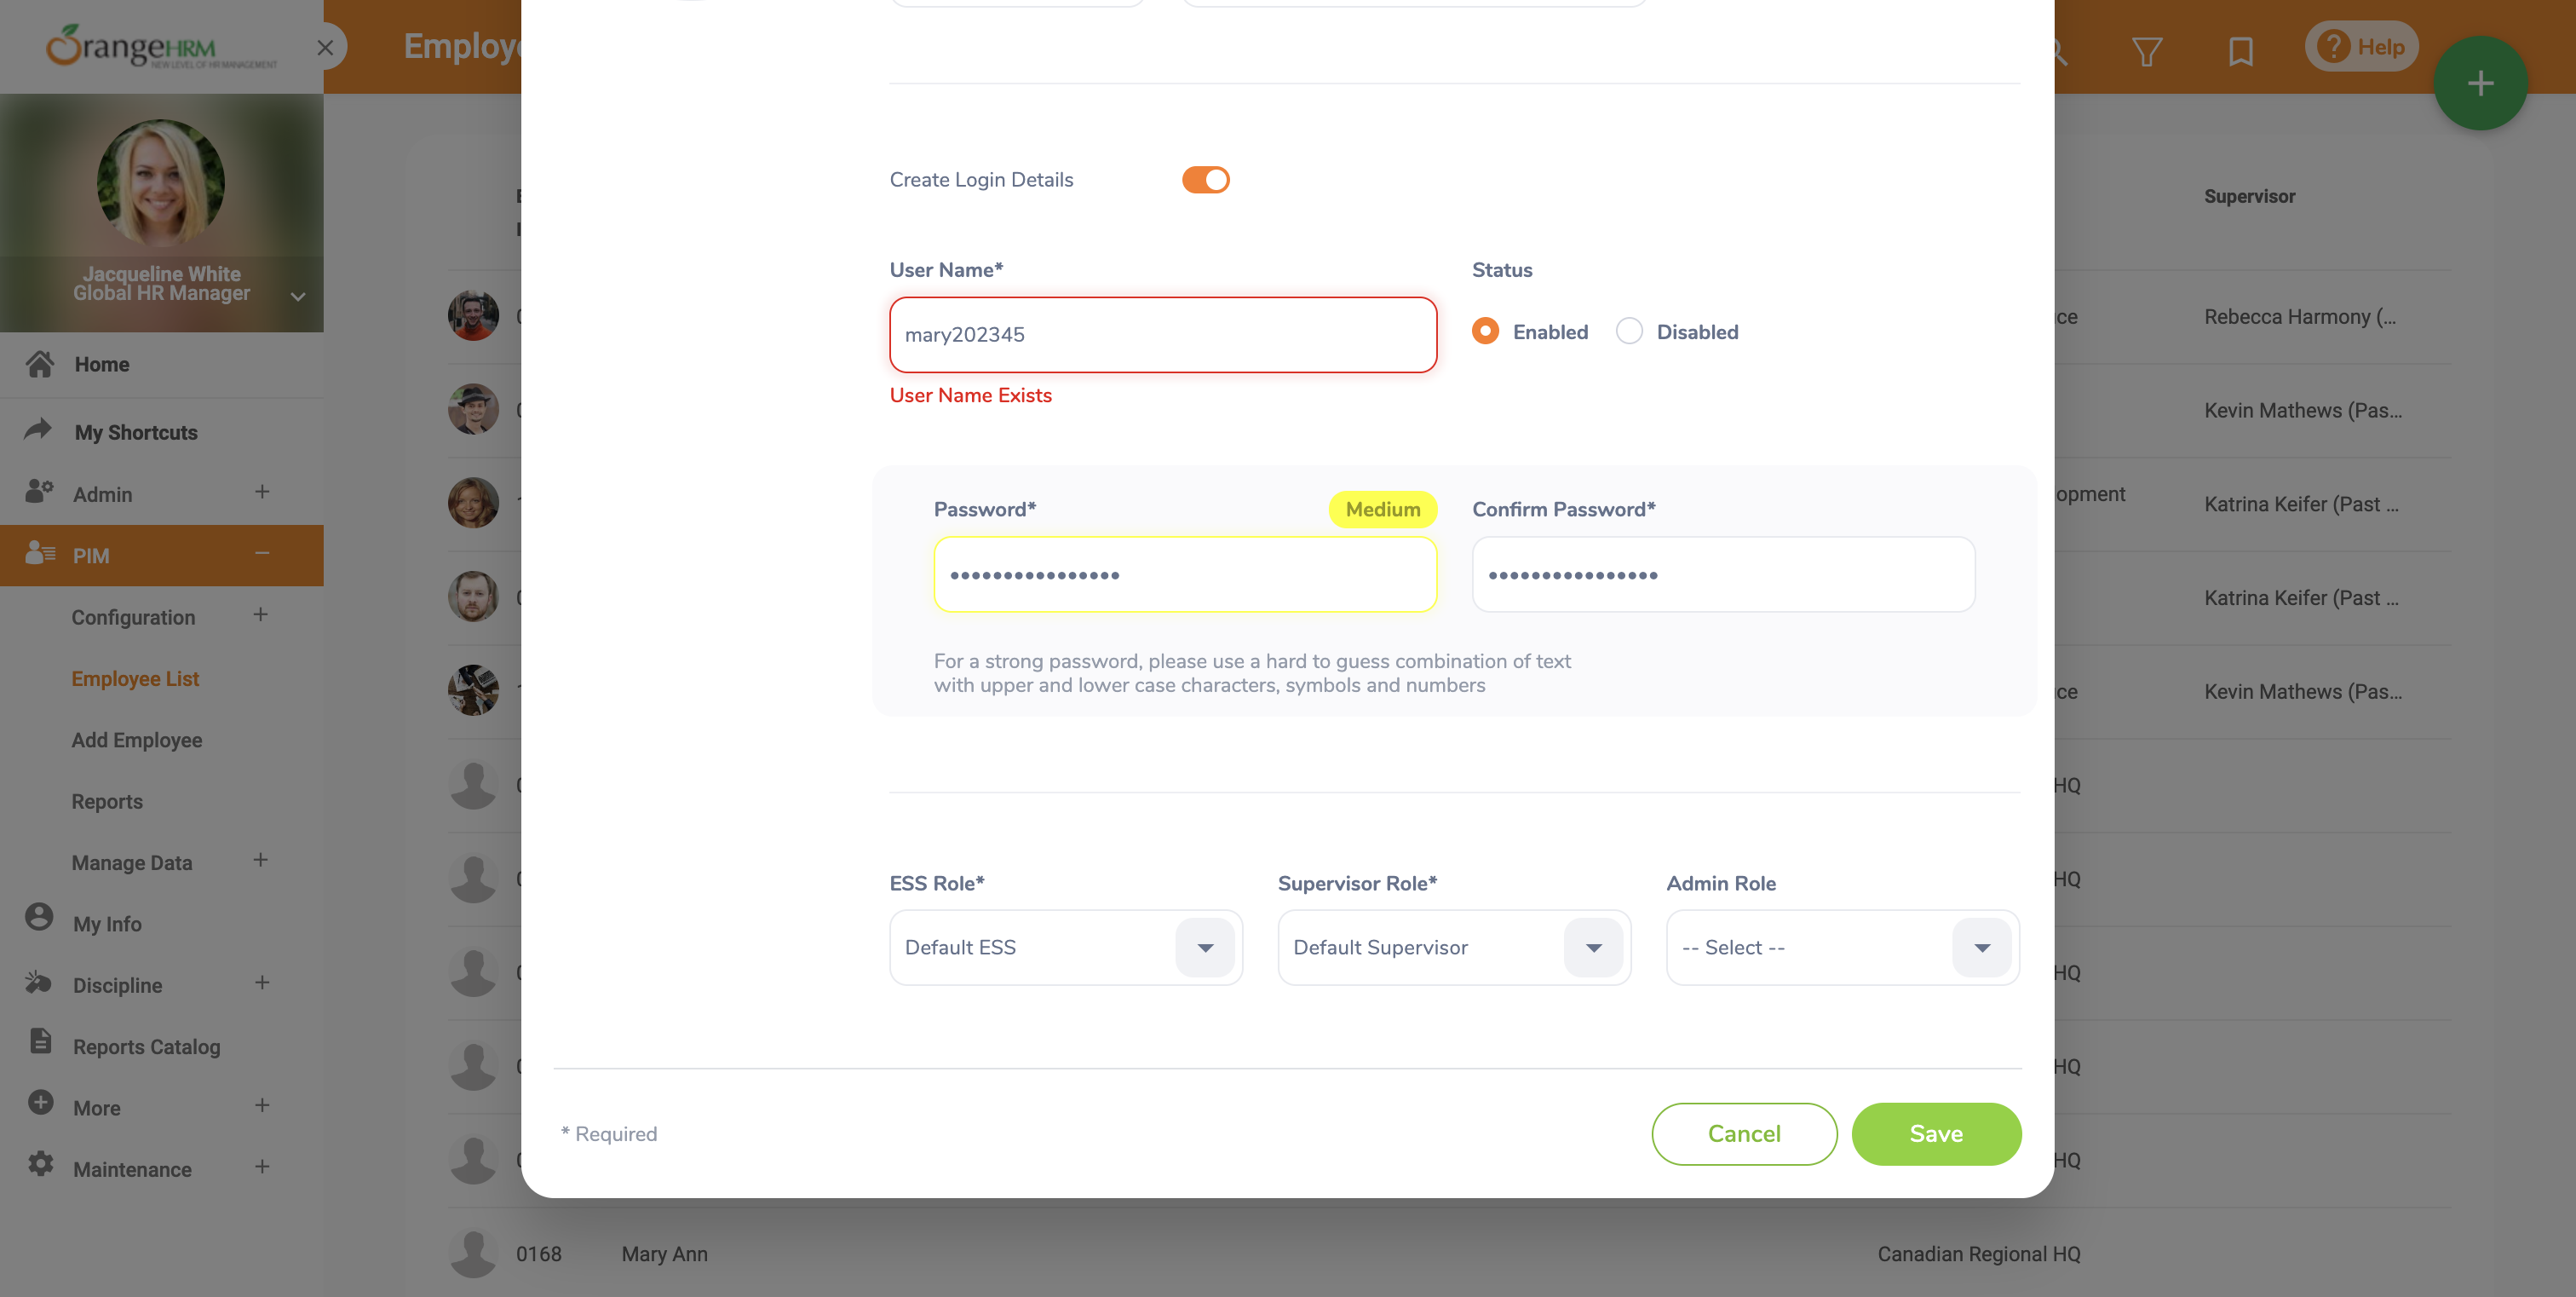 OrangeHRM
NEW LEVEL OF HR MANAGEMENT
Help
Jacqueline White
Global HR Manager
Home
My Shortcuts
Admin
PIM
Configuration
Employee List
Add Employee
Reports
Manage Data
My Info
Discipline
Reports Catalog
More
Maintenance
Create Login Details
User Name*
mary202345
User Name Exists
Status
Enabled
Disabled
Password*
Medium
Confirm Password*
For a strong password, please use a hard to guess combination of text
with upper and lower case characters, symbols and numbers
ESS Role*
Default ESS
Supervisor Role*
Default Supervisor
Admin Role
-- Select --
* Required
Cancel
Save
Supervisor
Rebecca Harmony (...
Kevin Mathews (Pas...
Katrina Keifer (Past ...
Katrina Keifer (Past ...
Kevin Mathews (Pas...
HQ
HQ
HQ
HQ
HQ
0168 Mary Ann Canadian Regional HQ